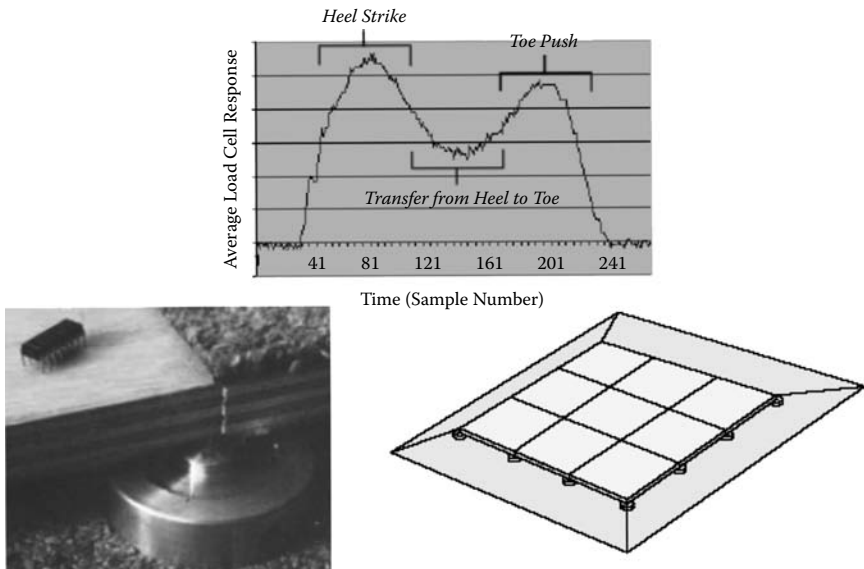 Heel Strike
Toe Push
Average Load Cell Response
Transfer from Heel to Toe
41 81 121 161 201 241
Time (Sample Number)